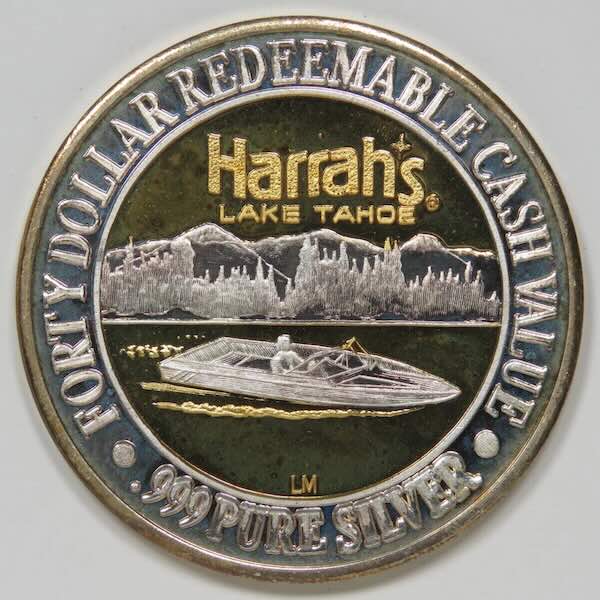 FORTY DOLLAR REDEEMABLE CASH VALUE
Harrah's®
LAKE TAHOE
LM
.999 PURE SILVER